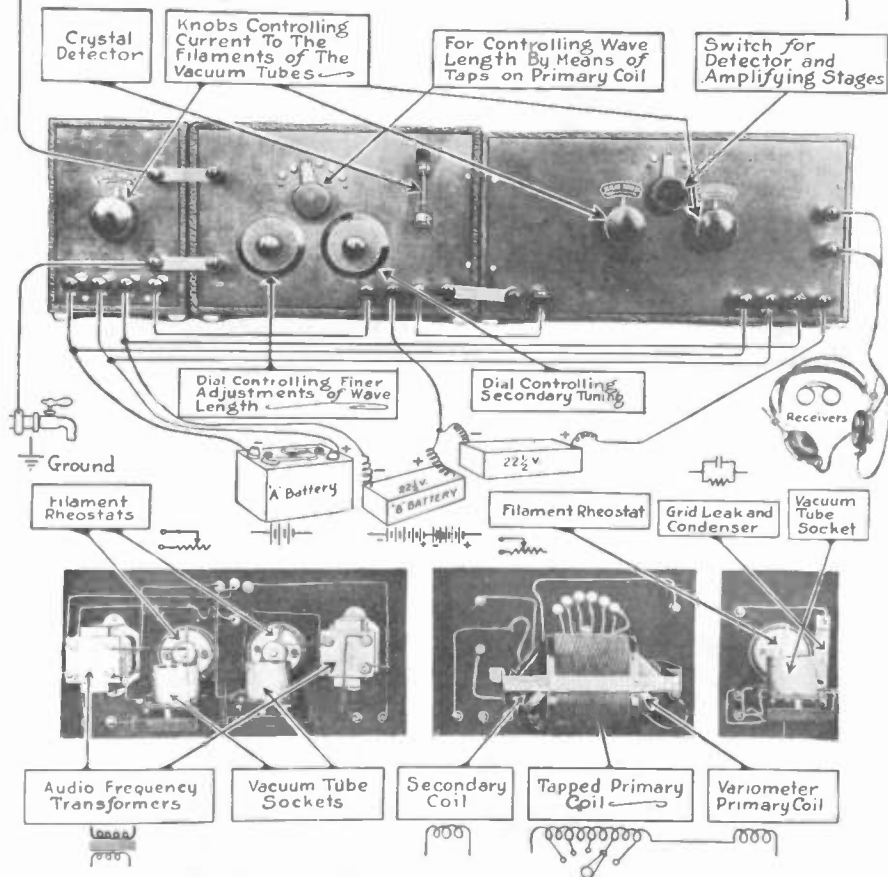 Crystal
Detector
Knobs Controlling
Current To The
Filaments of The
Vacuum Tubes
For Controlling Wave
Length By Means of
Taps on Primary Coil
Switch for
Detector and
Amplifying Stages
Dial Controlling Finer
Adjustments of Wave
Length
Dial Controlling
Secondary Tuning
Receivers
Ground
- +
"A" Battery
-
22½ V.
"B" BATTERY
- +
22½ V.
Filament
Rheostats
Filament Rheostat
Grid Leak and
Condenser
Vacuum
Tube
Socket
- +
Audio Frequency
Transformers
Vacuum Tube
Sockets
Secondary
Coil
Tapped Primary
Coil
Variometer
Primary Coil